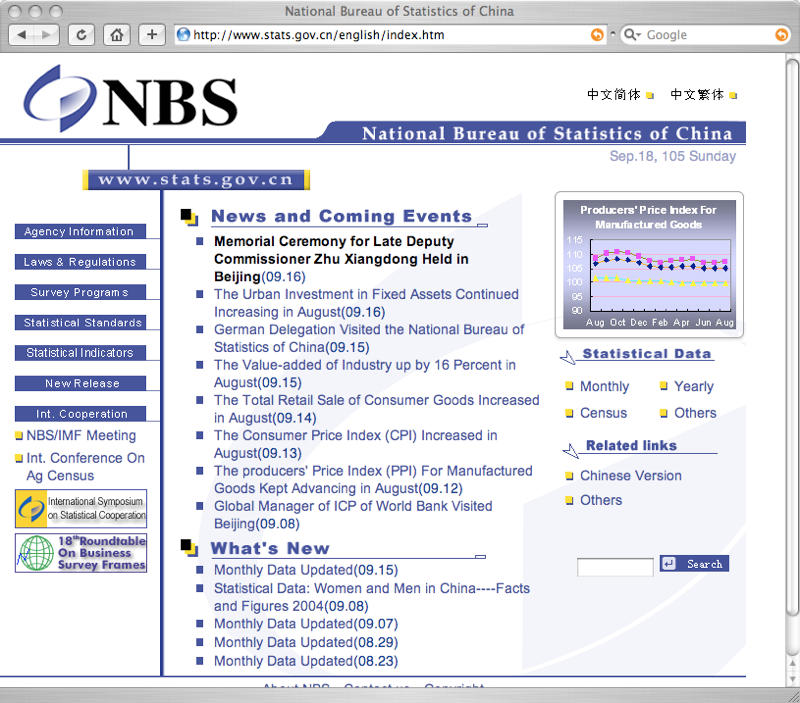 National Bureau of Statistics of China
http://www.stats.gov.cn/english/index.htm
Google
NBS
中文简体
中文繁体
National Bureau of Statistics of China
Sep.18, 105 Sunday
www.stats.gov.cn
Agency Information
Laws & Regulations
Survey Programs
Statistical Standards
Statistical Indicators
New Release
Int. Cooperation
NBS/IMF Meeting
Int. Conference On
Ag Census
International Symposium
on Statistical Cooperation
18thRoundtable
On Business
Survey Frames
News and Coming Events
Memorial Ceremony for Late Deputy
Commissioner Zhu Xiangdong Held in
Beijing(09.16)
The Urban Investment in Fixed Assets Continued
Increasing in August(09.16)
German Delegation Visited the National Bureau of
Statistics of China(09.15)
The Value-added of Industry up by 16 Percent in
August(09.15)
The Total Retail Sale of Consumer Goods Increased
in August(09.14)
The Consumer Price Index (CPI) Increased in
August(09.13)
The producers' Price Index (PPI) For Manufactured
Goods Kept Advancing in August(09.12)
Global Manager of ICP of World Bank Visited
Beijing(09.08)
What's New
Monthly Data Updated(09.15)
Statistical Data: Women and Men in China----Facts
and Figures 2004(09.08)
Monthly Data Updated(09.07)
Monthly Data Updated(08.29)
Monthly Data Updated(08.23)
Producers' Price Index For
Manufactured Goods
115
110
105
100
95
90
Aug Oct Dec Feb Apr Jun Aug
Statistical Data
Monthly
Yearly
Census
Others
Related links
Chinese Version
Others
Search
About NBS
Contact us
Copyright